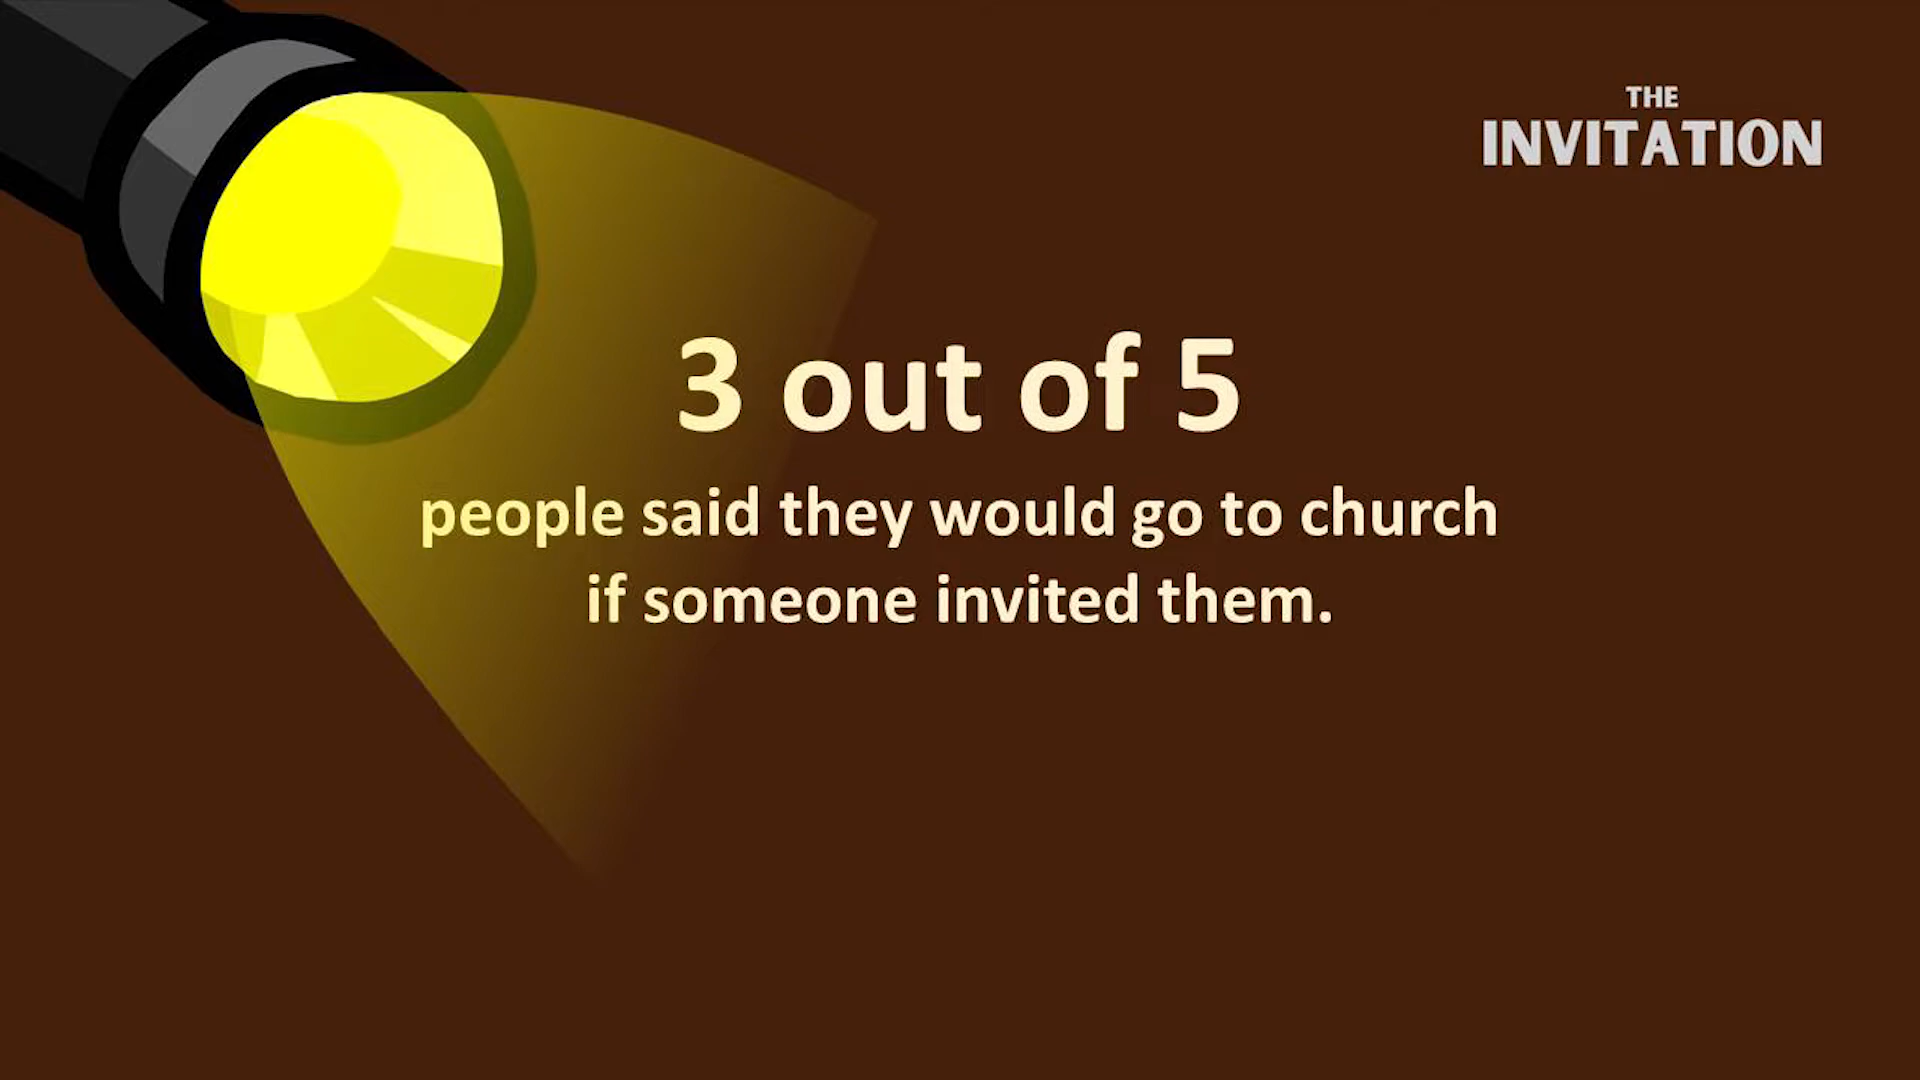 THE
INVITATION
3 out of 5
people said they would go to church
if someone invited them.